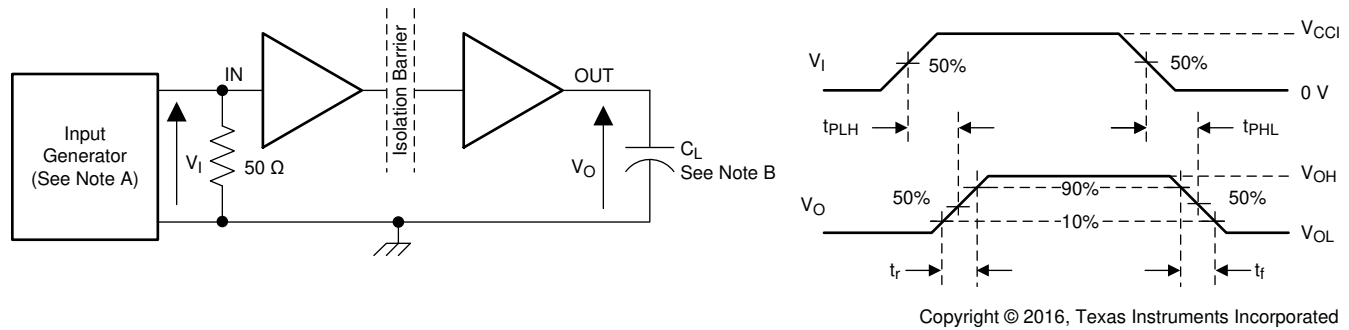 Input
Generator
(See Note A)
V_I
IN
50 Ω
Isolation Barrier
OUT
V_O
C_L
See Note B
V_I
50%
50%
V_CCI
0 V
t_PLH
t_PHL
V_O
50%
90%
10%
50%
V_OH
V_OL
t_r
t_f
Copyright © 2016, Texas Instruments Incorporated